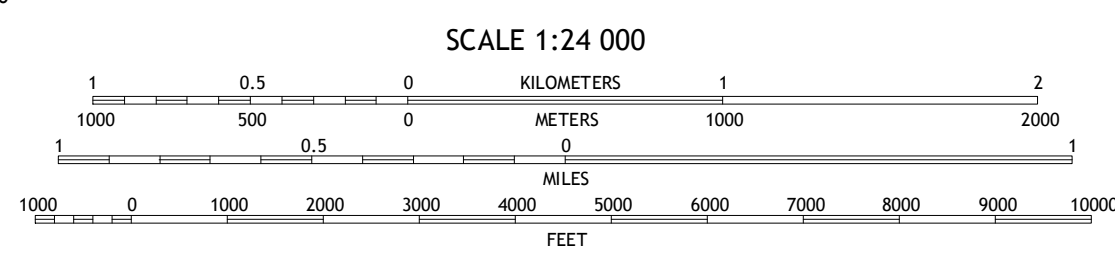 SCALE 1:24 000
1 0.5 0 KILOMETERS 1 2
1000 500 0 METERS 1000 2000
1 0.5 0 1
MILES
1000 0 1000 2000 3000 4000 5000 6000 7000 8000 9000 10000
FEET